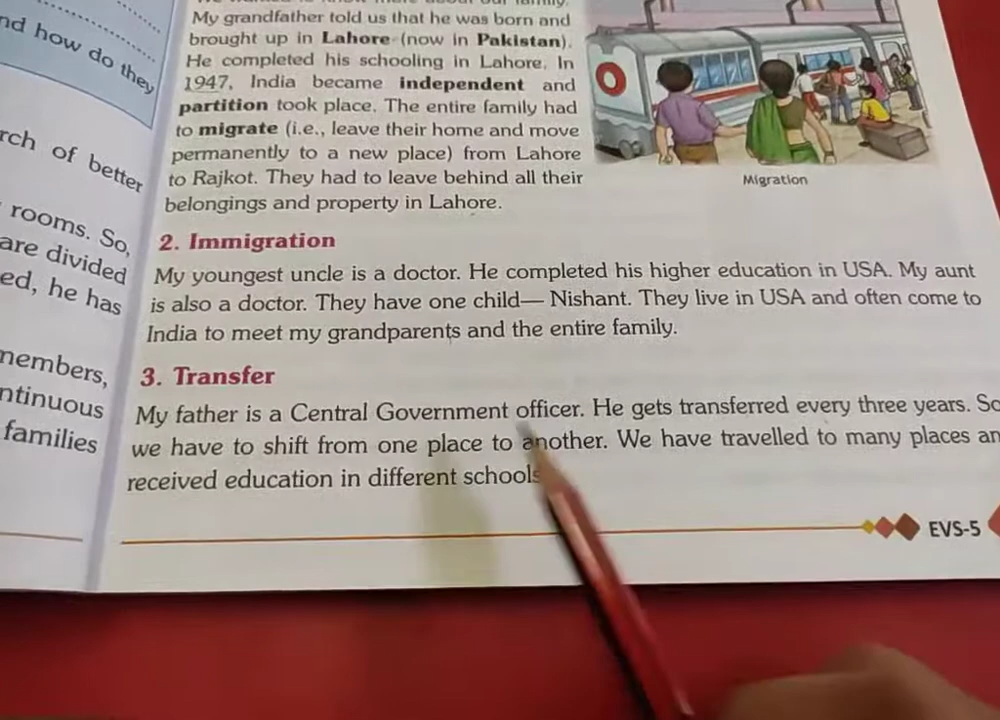 nd how do they
rch of better
rooms. So,
are divided
ed, he has
members,
ntinuous
families
My grandfather told us that he was born and
brought up in Lahore (now in Pakistan).
He completed his schooling in Lahore. In
1947, India became independent and
partition took place. The entire family had
to migrate (i.e., leave their home and move
permanently to a new place) from Lahore
to Rajkot. They had to leave behind all their
belongings and property in Lahore.
Migration
2. Immigration
My youngest uncle is a doctor. He completed his higher education in USA. My aunt
is also a doctor. They have one child— Nishant. They live in USA and often come to
India to meet my grandparents and the entire family.
3. Transfer
My father is a Central Government officer. He gets transferred every three years. So
we have to shift from one place to another. We have travelled to many places an
received education in different schools
EVS-5